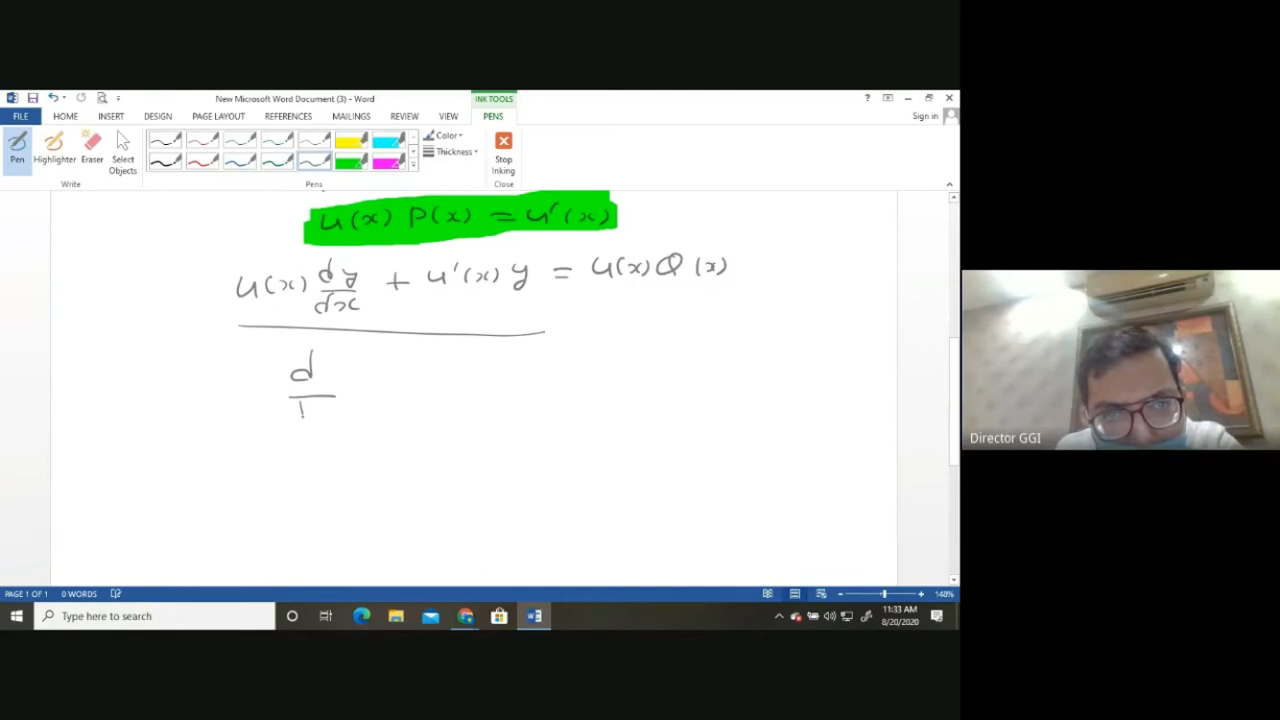 New Microsoft Word Document (3) - Word
INK TOOLS
? 
FILE HOME INSERT DESIGN PAGE LAYOUT REFERENCES MAILINGS REVIEW VIEW PENS Sign in
Pen Highlighter Eraser Select Objects
Color
Thickness
Stop Inking
Write Pens Close
u(x) P(x) = u'(x)
u(x) dy/dx + u'(x) y = u(x) Q(x)
d
Director GGI
PAGE 1 OF 1 0 WORDS 148%
Type here to search
11:33 AM
8/20/2020